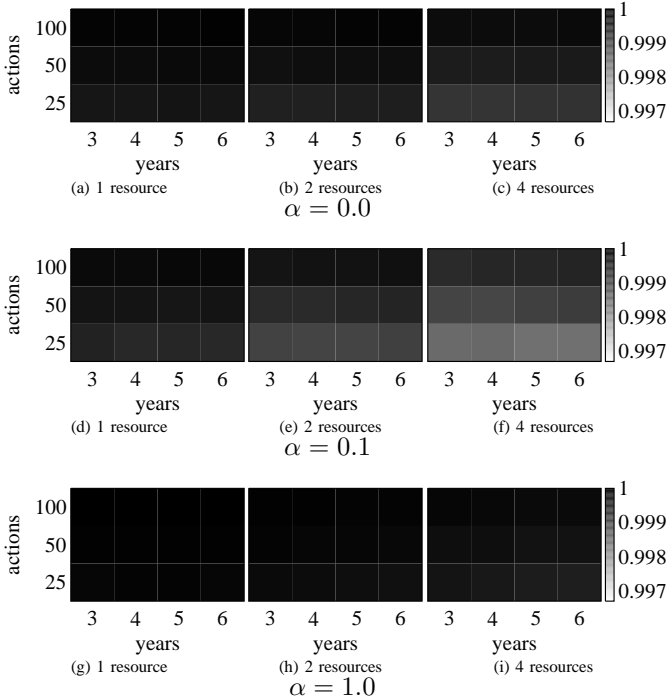 actions
100
50
25
3 4 5 6 3 4 5 6 3 4 5 6
years years years
1
0.999
0.998
0.997
(a) 1 resource (b) 2 resources (c) 4 resources
α = 0.0
actions
100
50
25
3 4 5 6 3 4 5 6 3 4 5 6
years years years
1
0.999
0.998
0.997
(d) 1 resource (e) 2 resources (f) 4 resources
α = 0.1
actions
100
50
25
3 4 5 6 3 4 5 6 3 4 5 6
years years years
1
0.999
0.998
0.997
(g) 1 resource (h) 2 resources (i) 4 resources
α = 1.0